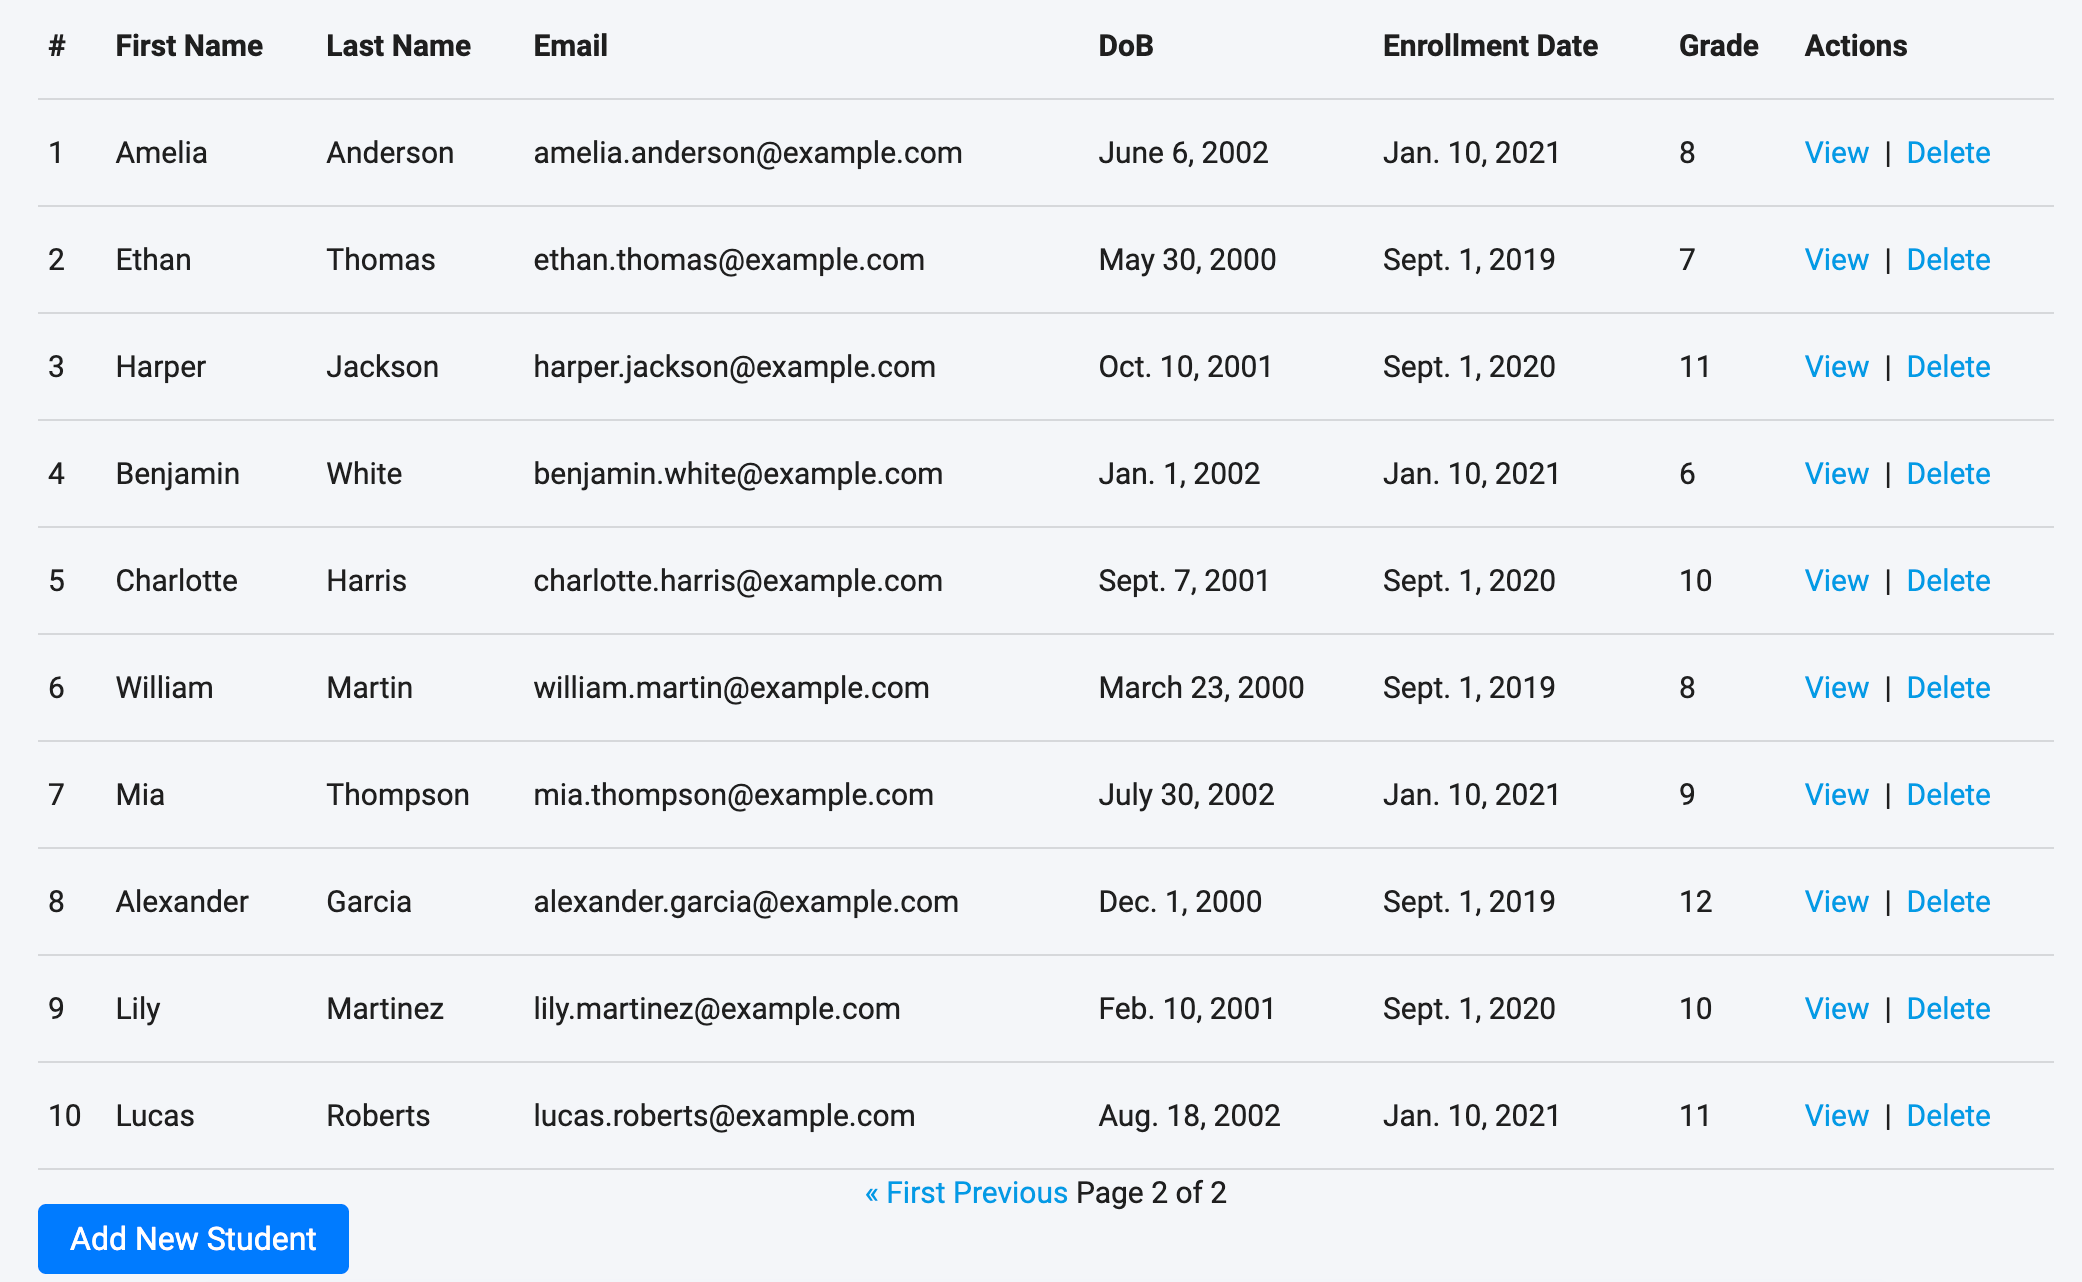 # First Name Last Name Email DoB Enrollment Date Grade Actions
1 Amelia Anderson amelia.anderson@example.com June 6, 2002 Jan. 10, 2021 8 View | Delete
2 Ethan Thomas ethan.thomas@example.com May 30, 2000 Sept. 1, 2019 7 View | Delete
3 Harper Jackson harper.jackson@example.com Oct. 10, 2001 Sept. 1, 2020 11 View | Delete
4 Benjamin White benjamin.white@example.com Jan. 1, 2002 Jan. 10, 2021 6 View | Delete
5 Charlotte Harris charlotte.harris@example.com Sept. 7, 2001 Sept. 1, 2020 10 View | Delete
6 William Martin william.martin@example.com March 23, 2000 Sept. 1, 2019 8 View | Delete
7 Mia Thompson mia.thompson@example.com July 30, 2002 Jan. 10, 2021 9 View | Delete
8 Alexander Garcia alexander.garcia@example.com Dec. 1, 2000 Sept. 1, 2019 12 View | Delete
9 Lily Martinez lily.martinez@example.com Feb. 10, 2001 Sept. 1, 2020 10 View | Delete
10 Lucas Roberts lucas.roberts@example.com Aug. 18, 2002 Jan. 10, 2021 11 View | Delete
« First Previous Page 2 of 2
Add New Student